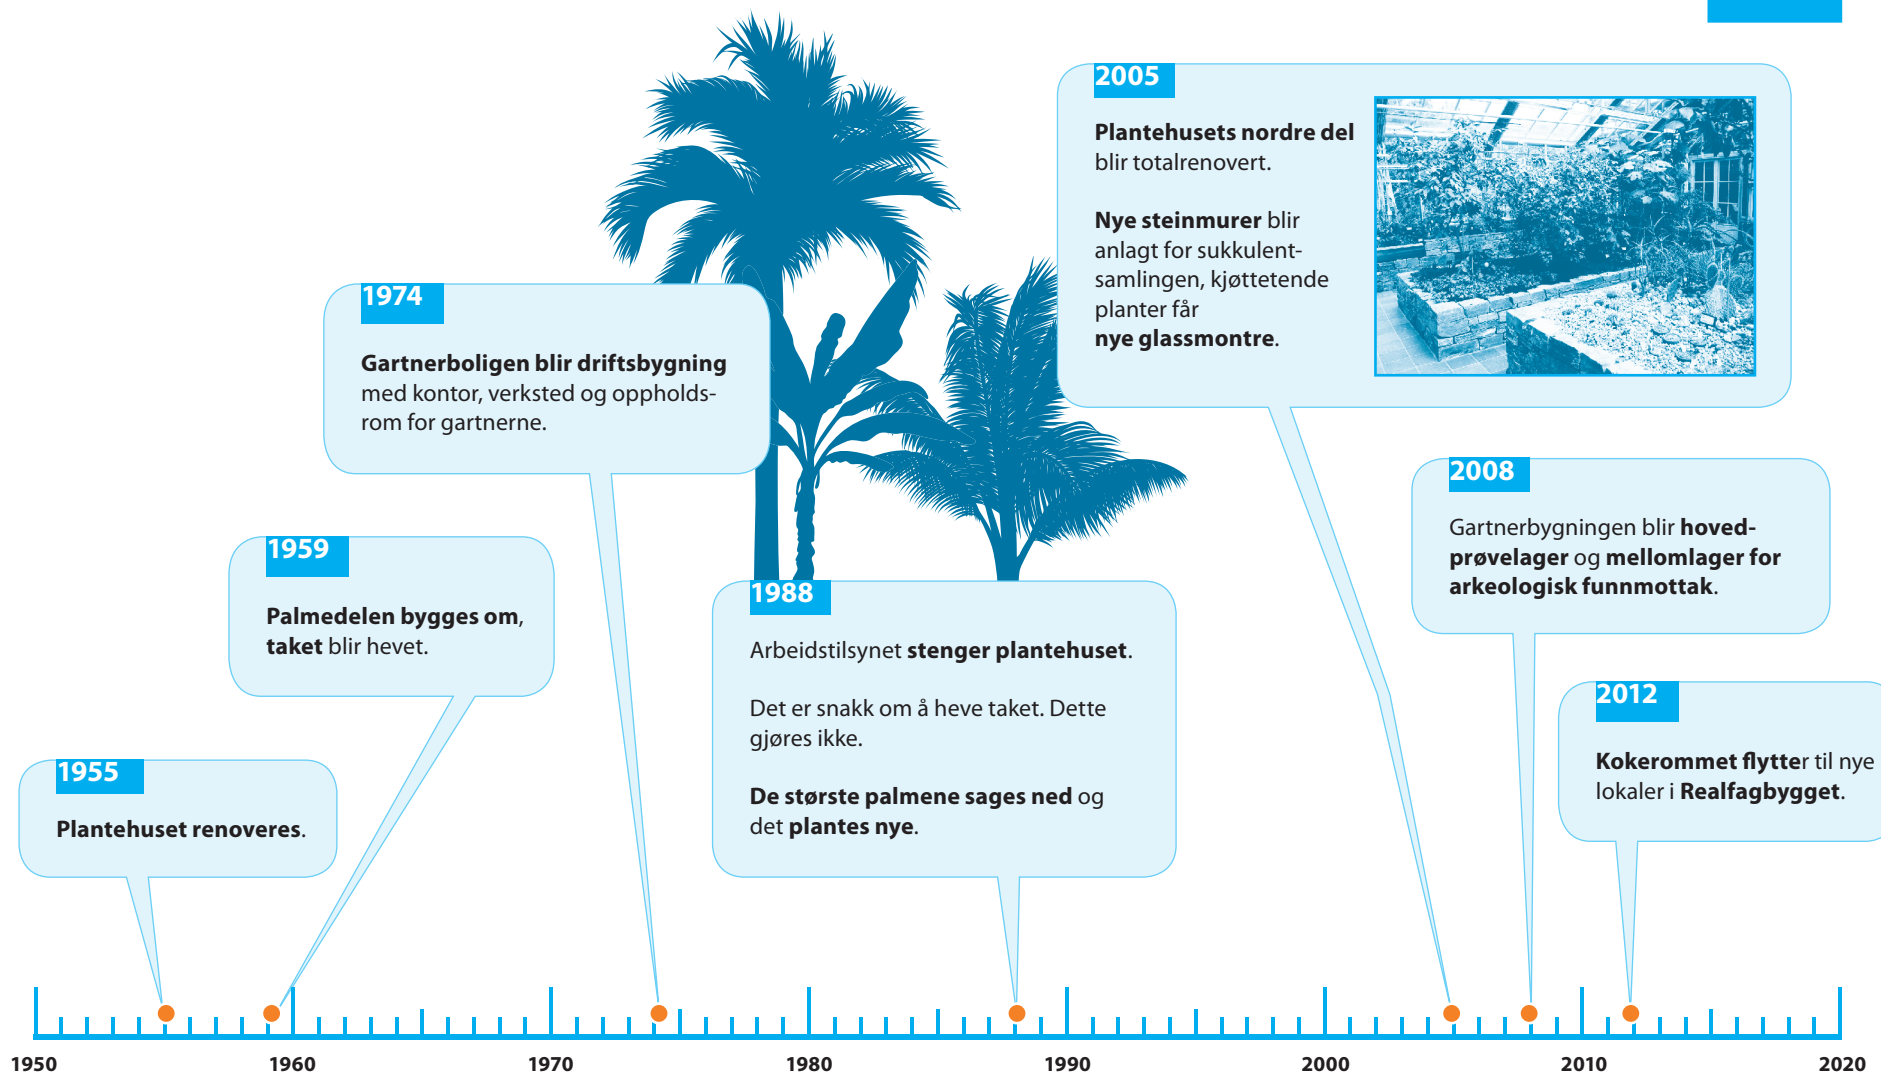 2005
Plantehusets nordre del
blir totalrenovert.
Nye steinmurer blir
anlagt for sukkulent-
samlingen, kjøttetende
planter får
nye glassmontre.
1974
Gartnerboligen blir driftsbygning
med kontor, verksted og oppholds-
rom for gartnerne.
2008
Gartnerbygningen blir hoved-
prøvelager og mellomlager for
arkeologisk funnmottak.
1959
Palmedelen bygges om,
taket blir hevet.
1988
Arbeidstilsynet stenger plantehuset.
Det er snakk om å heve taket. Dette
gjøres ikke.
De største palmene sages ned og
det plantes nye.
2012
Kokerommet flytter til nye
lokaler i Realfagbygget.
1955
Plantehuset renoveres.
1950 1960 1970 1980 1990 2000 2010 2020